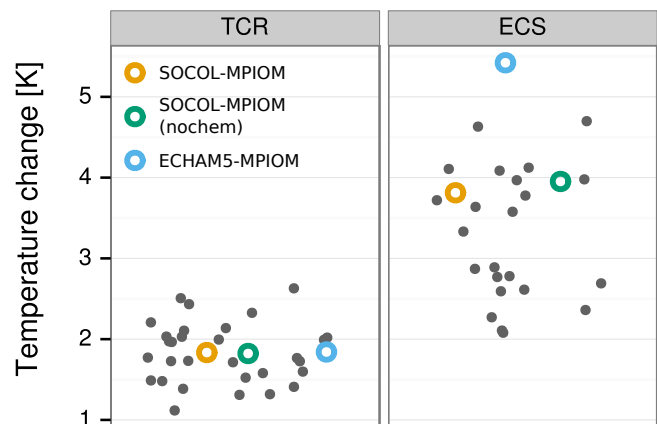 TCR
ECS
Temperature change [K]
SOCOL-MPIOM
SOCOL-MPIOM
(nochem)
ECHAM5-MPIOM
5
4
3
2
1